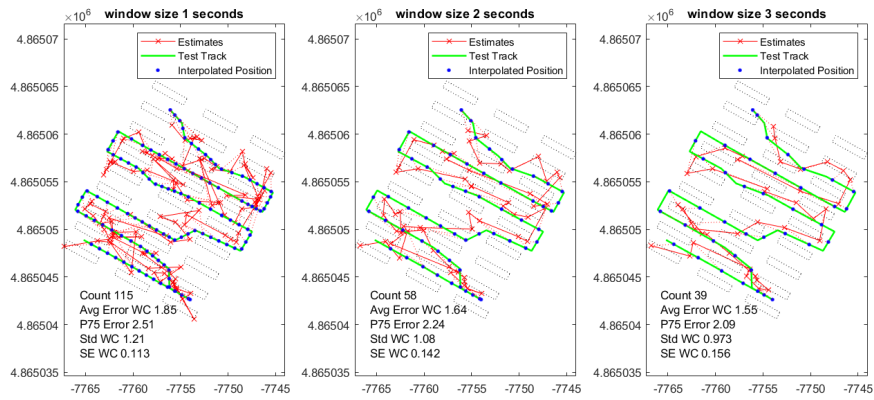 window size 1 seconds
×10⁶
4.86507
4.865065
4.86506
4.865055
4.86505
4.865045
4.86504
4.865035
Estimates
Test Track
Interpolated Position
Count 115
Avg Error WC 1.85
P75 Error 2.51
Std WC 1.21
SE WC 0.113
-7765
-7760
-7755
-7750
-7745
window size 2 seconds
×10⁶
4.86507
4.865065
4.86506
4.865055
4.86505
4.865045
4.86504
4.865035
Estimates
Test Track
Interpolated Position
Count 58
Avg Error WC 1.64
P75 Error 2.24
Std WC 1.08
SE WC 0.142
-7765
-7760
-7755
-7750
-7745
window size 3 seconds
×10⁶
4.86507
4.865065
4.86506
4.865055
4.86505
4.865045
4.86504
4.865035
Estimates
Test Track
Interpolated Position
Count 39
Avg Error WC 1.55
P75 Error 2.09
Std WC 0.973
SE WC 0.156
-7765
-7760
-7755
-7750
-7745